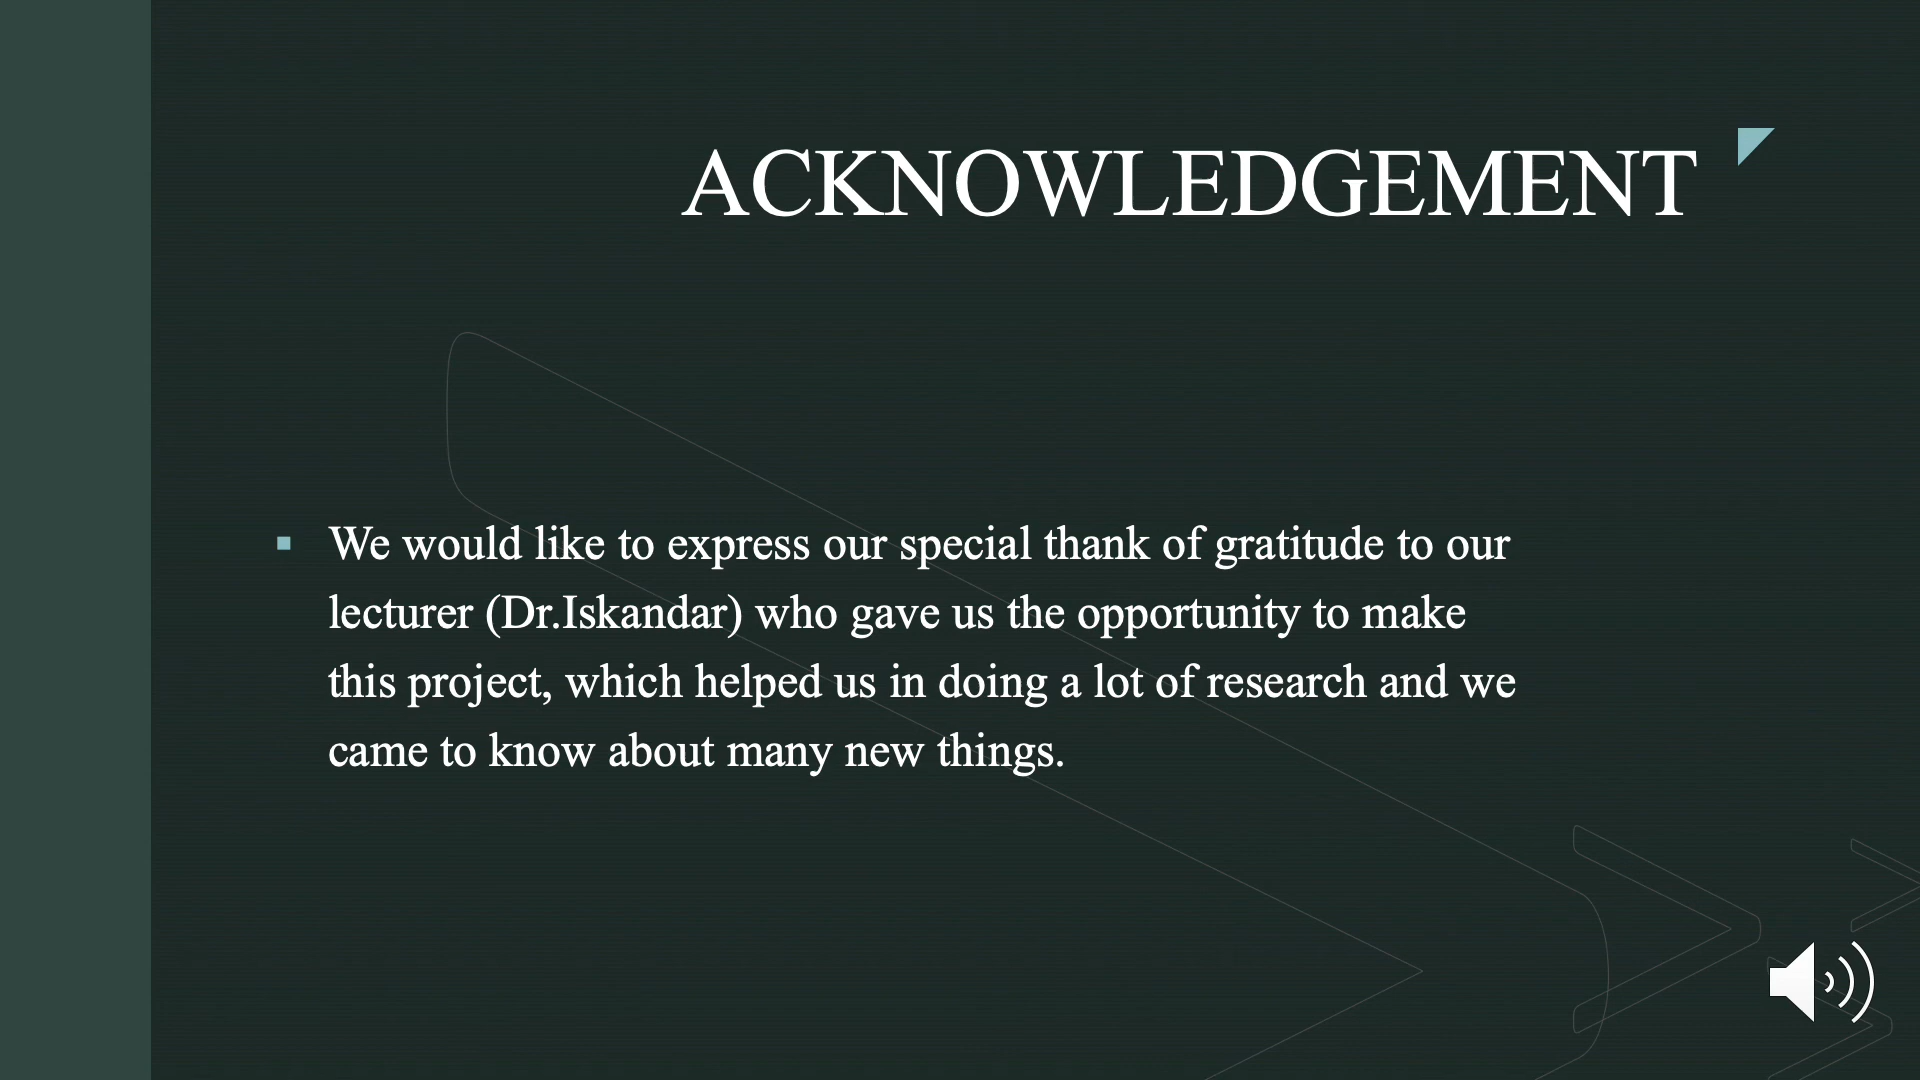 ACKNOWLEDGEMENT
We would like to express our special thank of gratitude to our
lecturer (Dr.Iskandar) who gave us the opportunity to make
this project, which helped us in doing a lot of research and we
came to know about many new things.